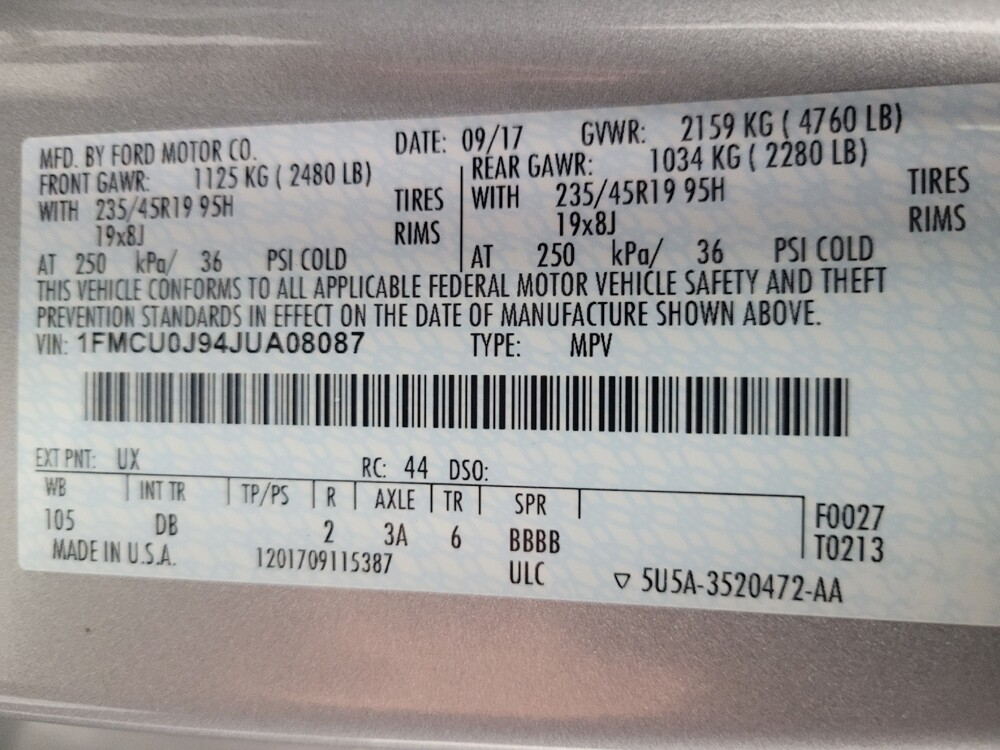 MFD. BY FORD MOTOR CO. DATE: 09/17 GVWR: 2159 KG ( 4760 LB)
FRONT GAWR: 1125 KG ( 2480 LB) REAR GAWR: 1034 KG ( 2280 LB)
WITH 235/45R19 95H TIRES WITH 235/45R19 95H TIRES
19x8J RIMS 19x8J RIMS
AT 250 kPa/ 36 PSI COLD AT 250 kPa/ 36 PSI COLD
THIS VEHICLE CONFORMS TO ALL APPLICABLE FEDERAL MOTOR VEHICLE SAFETY AND THEFT
PREVENTION STANDARDS IN EFFECT ON THE DATE OF MANUFACTURE SHOWN ABOVE.
VIN: 1FMCU0J94JUA08087 TYPE: MPV
EXT PNT: UX RC: 44 DSO:
WB INT TR TP/PS R AXLE TR SPR F0027
105 DB 2 3A 6 BBBB T0213
MADE IN U.S.A. 1201709115387 ULC ▽ 5U5A-3520472-AA